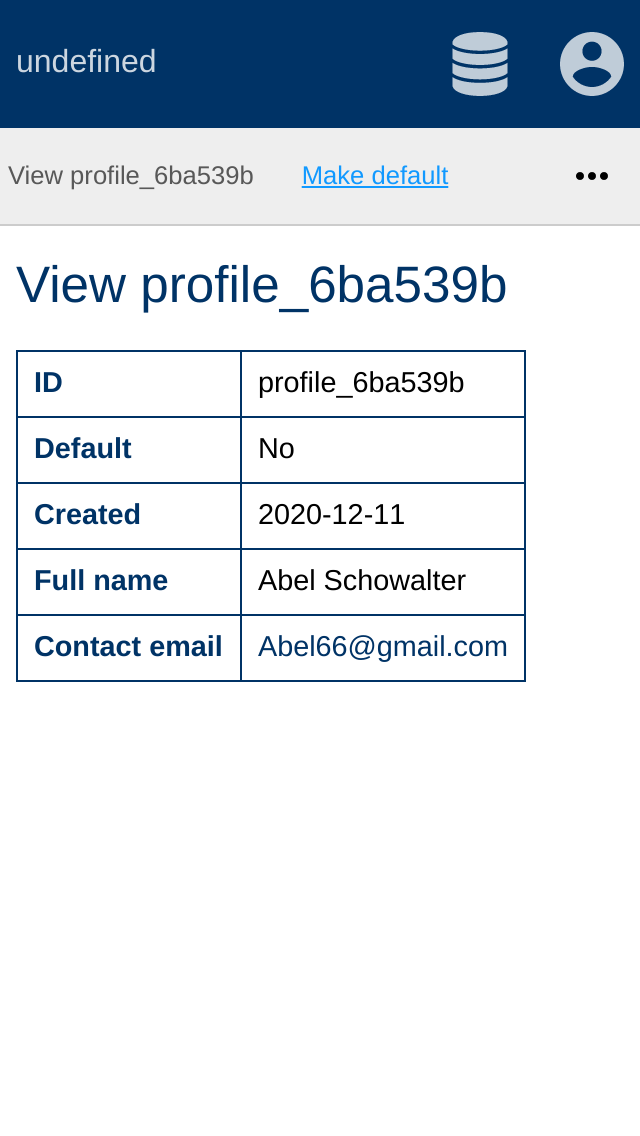 undefined
View profile_6ba539b Make default
View profile_6ba539b
ID profile_6ba539b
Default No
Created 2020-12-11
Full name Abel Schowalter
Contact email Abel66@gmail.com